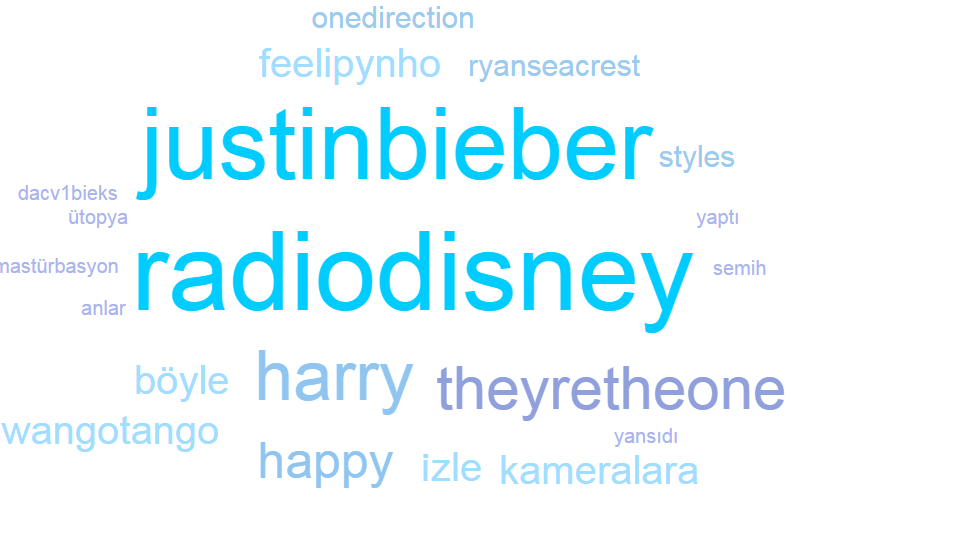 onedirection
feelipynho ryanseacrest
justinbieber styles
dacv1bieks
ütopya yaptı
mastürbasyon radiodisney semih
anlar
böyle harry theyretheone
wangotango yansıdı
happy izle kameralara